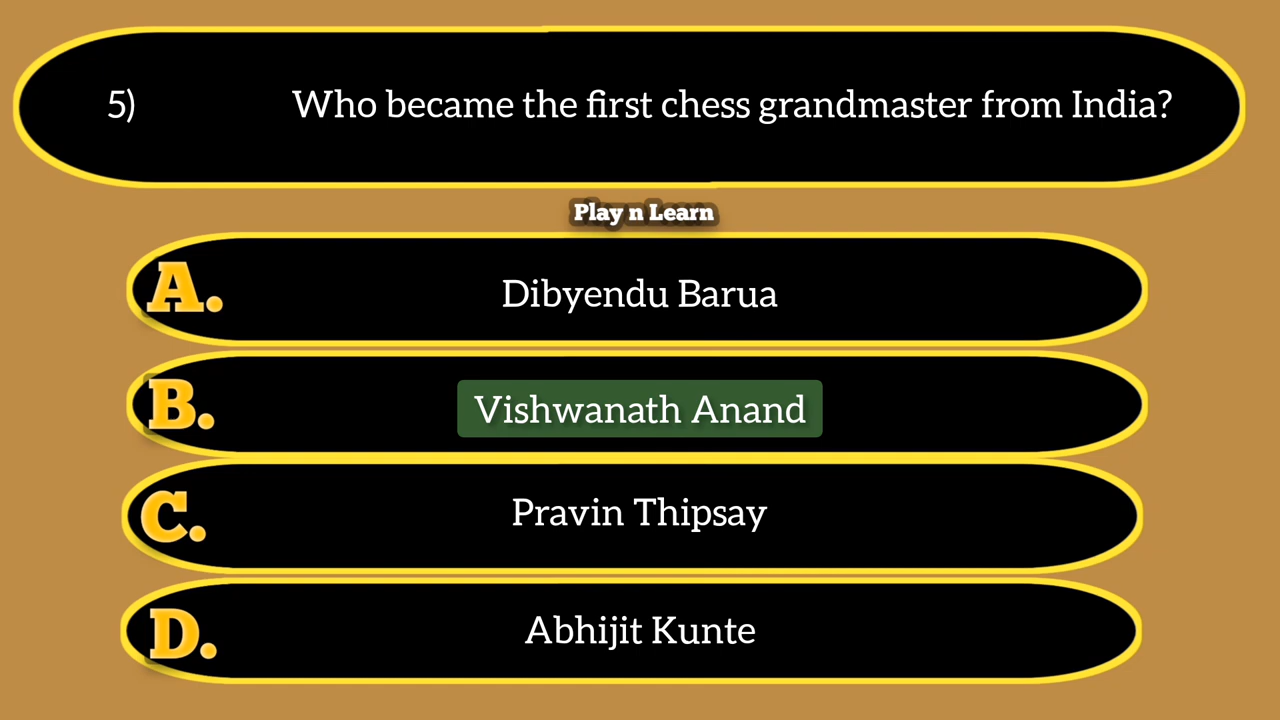 5) Who became the first chess grandmaster from India?
Play n Learn
A. Dibyendu Barua
B. Vishwanath Anand
C. Pravin Thipsay
D. Abhijit Kunte